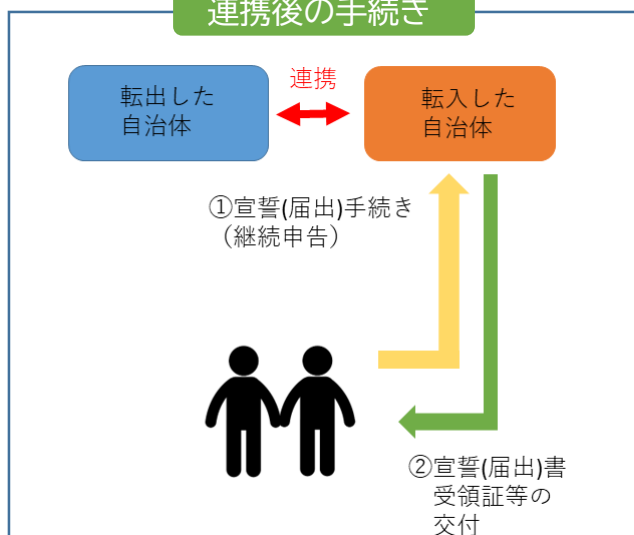 連携後の手続き
転出した
自治体
連携
転入した
自治体
①宣誓(届出)手続き
（継続申告）
②宣誓(届出)書
受領証等の
交付